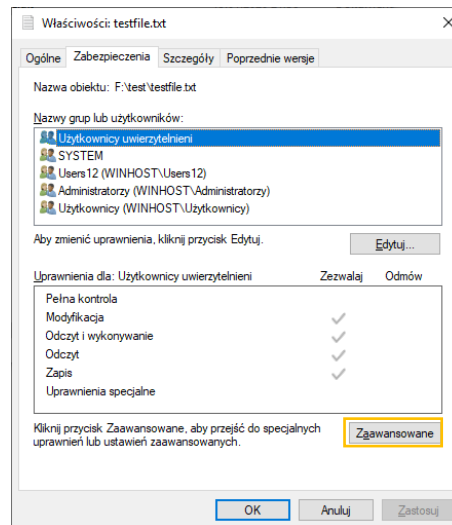 Właściwości: testfile.txt
Ogólne Zabezpieczenia Szczegóły Poprzednie wersje
Nazwa obiektu: F:\test\testfile.txt
Nazwy grup lub użytkowników:
Użytkownicy uwierzytelnieni
SYSTEM
Users12 (WINHOST\Users12)
Administratorzy (WINHOST\Administratorzy)
Użytkownicy (WINHOST\Użytkownicy)
Aby zmienić uprawnienia, kliknij przycisk Edytuj.
Edytuj...
Uprawnienia dla: Użytkownicy uwierzytelnieni Zezwalaj Odmów
Pełna kontrola
Modyfikacja
Odczyt i wykonywanie
Odczyt
Zapis
Uprawnienia specjalne
Kliknij przycisk Zaawansowane, aby przejść do specjalnych
uprawnień lub ustawień zaawansowanych.
Zaawansowane
OK Anuluj Zastosuj